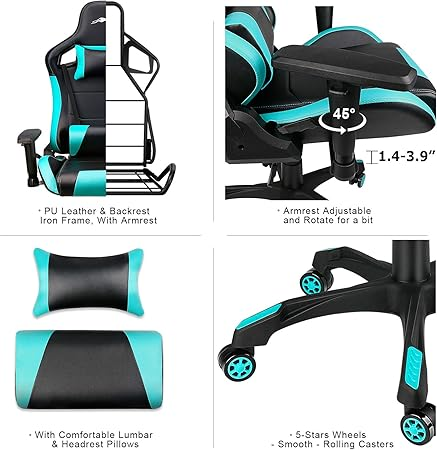 45°
1.4-3.9"
· PU Leather & Backrest
Iron Frame, With Armrest
· Armrest Adjustable
and Rotate for a bit
· With Comfortable Lumbar
& Headrest Pillows
· 5-Stars Wheels
- Smooth - Rolling Casters